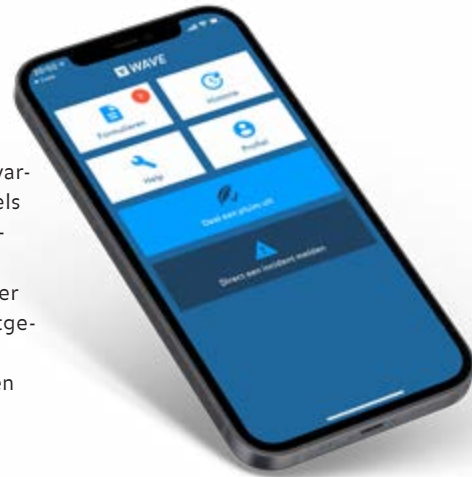 WAVE
Formulieren
Historie
Help
Profiel
Deel een pluim uit
Direct een incident melden
var-
els
-
er
tge-
en